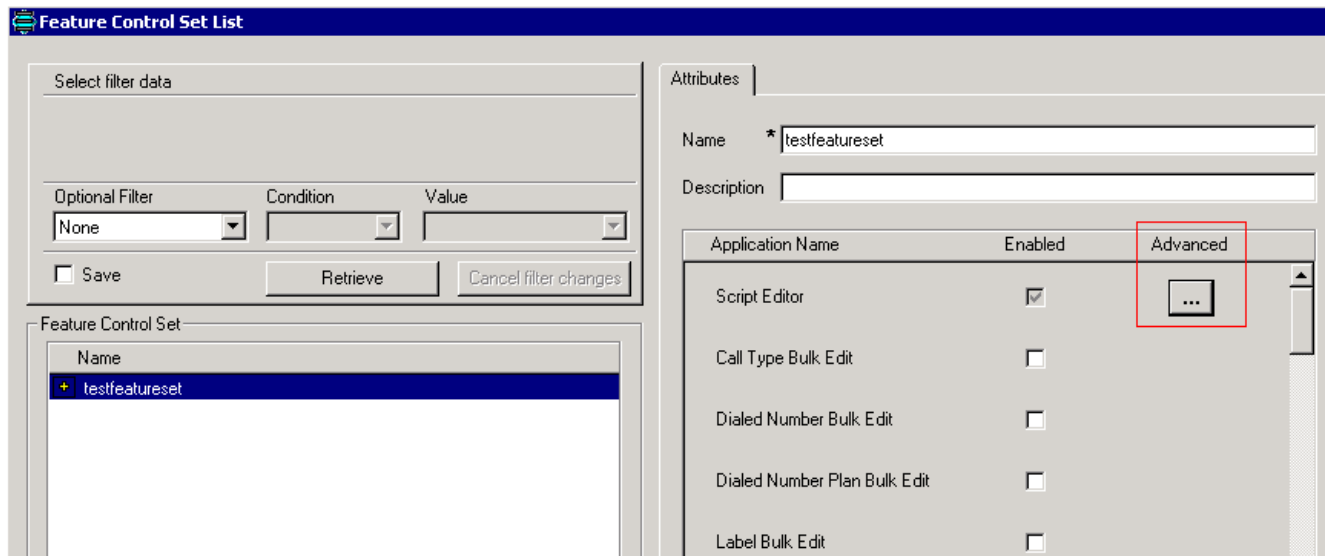 Feature Control Set List
Select filter data
Optional Filter Condition Value
None
Save Retrieve Cancel filter changes
Feature Control Set
Name
+ testfeatureset
Attributes
Name * testfeatureset
Description
Application Name Enabled Advanced
Script Editor ...
Call Type Bulk Edit
Dialed Number Bulk Edit
Dialed Number Plan Bulk Edit
Label Bulk Edit